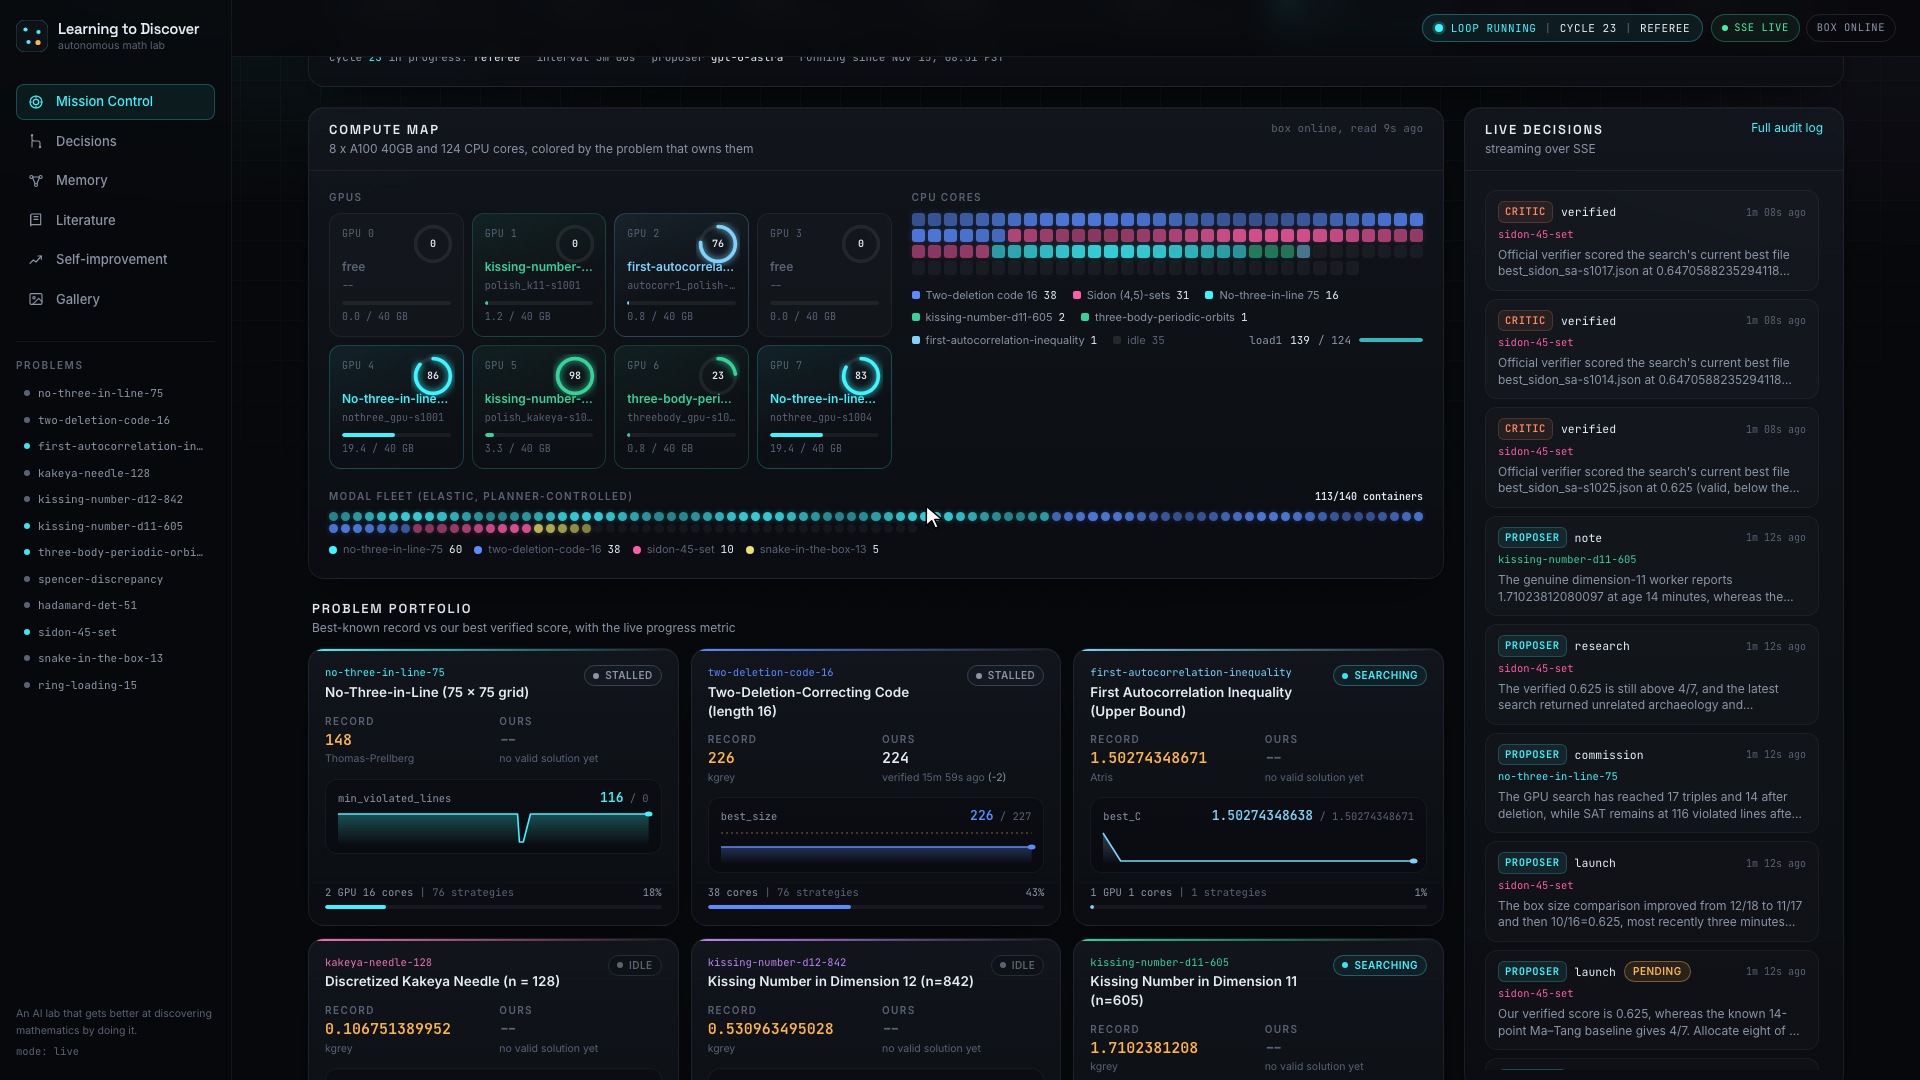 Learning to Discover
autonomous math lab
LOOP RUNNING | CYCLE 23 | REFEREE
SSE LIVE
BOX ONLINE
Mission Control
Decisions
Memory
Literature
Self-improvement
Gallery
PROBLEMS
no-three-in-line-75
two-deletion-code-16
first-autocorrelation-in…
kakeya-needle-128
kissing-number-d12-842
kissing-number-d11-605
three-body-periodic-orbi…
spencer-discrepancy
hadamard-det-51
sidon-45-set
snake-in-the-box-13
ring-loading-15
An AI lab that gets better at discovering
mathematics by doing it.
mode: live
cycle 23 in progress: referee interval 3m 00s proposer gpt-6-astra running since Nov 15, 08:51 PST
COMPUTE MAP
box online, read 9s ago
8 x A100 40GB and 124 CPU cores, colored by the problem that owns them
GPUS
GPU 0
0
free
--
0.0 / 40 GB
GPU 1
0
kissing-number-…
polish_k11-s1001
1.2 / 40 GB
GPU 2
76
first-autocorrela…
autocorr1_polish-…
0.8 / 40 GB
GPU 3
0
free
--
0.0 / 40 GB
GPU 4
86
No-three-in-line…
nothree_gpu-s1001
19.4 / 40 GB
GPU 5
98
kissing-number-…
polish_kakeya-s10…
3.3 / 40 GB
GPU 6
23
three-body-peri…
threebody_gpu-s10…
0.8 / 40 GB
GPU 7
83
No-three-in-line…
nothree_gpu-s1004
19.4 / 40 GB
CPU CORES
Two-deletion code 16 38
Sidon (4,5)-sets 31
No-three-in-line 75 16
kissing-number-d11-605 2
three-body-periodic-orbits 1
first-autocorrelation-inequality 1
idle 35
load1 139 / 124
MODAL FLEET (ELASTIC, PLANNER-CONTROLLED)
113/140 containers
no-three-in-line-75 60
two-deletion-code-16 38
sidon-45-set 10
snake-in-the-box-13 5
PROBLEM PORTFOLIO
Best-known record vs our best verified score, with the live progress metric
no-three-in-line-75
STALLED
No-Three-in-Line (75 × 75 grid)
RECORD
OURS
148
--
Thomas-Prellberg
no valid solution yet
min_violated_lines
116 / 0
2 GPU 16 cores | 76 strategies
18%
two-deletion-code-16
STALLED
Two-Deletion-Correcting Code
(length 16)
RECORD
OURS
226
224
kgrey
verified 15m 59s ago (-2)
best_size
226 / 227
38 cores | 76 strategies
43%
first-autocorrelation-inequality
SEARCHING
First Autocorrelation Inequality
(Upper Bound)
RECORD
OURS
1.50274348671
--
Atris
no valid solution yet
best_C
1.50274348638 / 1.50274348671
1 GPU 1 cores | 1 strategies
1%
kakeya-needle-128
IDLE
Discretized Kakeya Needle (n = 128)
RECORD
OURS
0.106751389952
--
kgrey
no valid solution yet
kissing-number-d12-842
IDLE
Kissing Number in Dimension 12 (n=842)
RECORD
OURS
0.530963495028
--
kgrey
no valid solution yet
kissing-number-d11-605
SEARCHING
Kissing Number in Dimension 11
(n=605)
RECORD
OURS
1.7102381208
--
kgrey
no valid solution yet
LIVE DECISIONS
Full audit log
streaming over SSE
CRITIC verified
1m 08s ago
sidon-45-set
Official verifier scored the search's current best file
best_sidon_sa-s1017.json at 0.6470588235294118…
CRITIC verified
1m 08s ago
sidon-45-set
Official verifier scored the search's current best file
best_sidon_sa-s1014.json at 0.6470588235294118…
CRITIC verified
1m 08s ago
sidon-45-set
Official verifier scored the search's current best file
best_sidon_sa-s1025.json at 0.625 (valid, below the…
PROPOSER note
1m 12s ago
kissing-number-d11-605
The genuine dimension-11 worker reports
1.71023812080097 at age 14 minutes, whereas the…
PROPOSER research
1m 12s ago
sidon-45-set
The verified 0.625 is still above 4/7, and the latest
search returned unrelated archaeology and…
PROPOSER commission
1m 12s ago
no-three-in-line-75
The GPU search has reached 17 triples and 14 after
deletion, while SAT remains at 116 violated lines afte…
PROPOSER launch
1m 12s ago
sidon-45-set
The box size comparison improved from 12/18 to 11/17
and then 10/16=0.625, most recently three minutes…
PROPOSER launch PENDING
1m 12s ago
sidon-45-set
Our verified score is 0.625, whereas the known 14-
point Ma–Tang baseline gives 4/7. Allocate eight of …